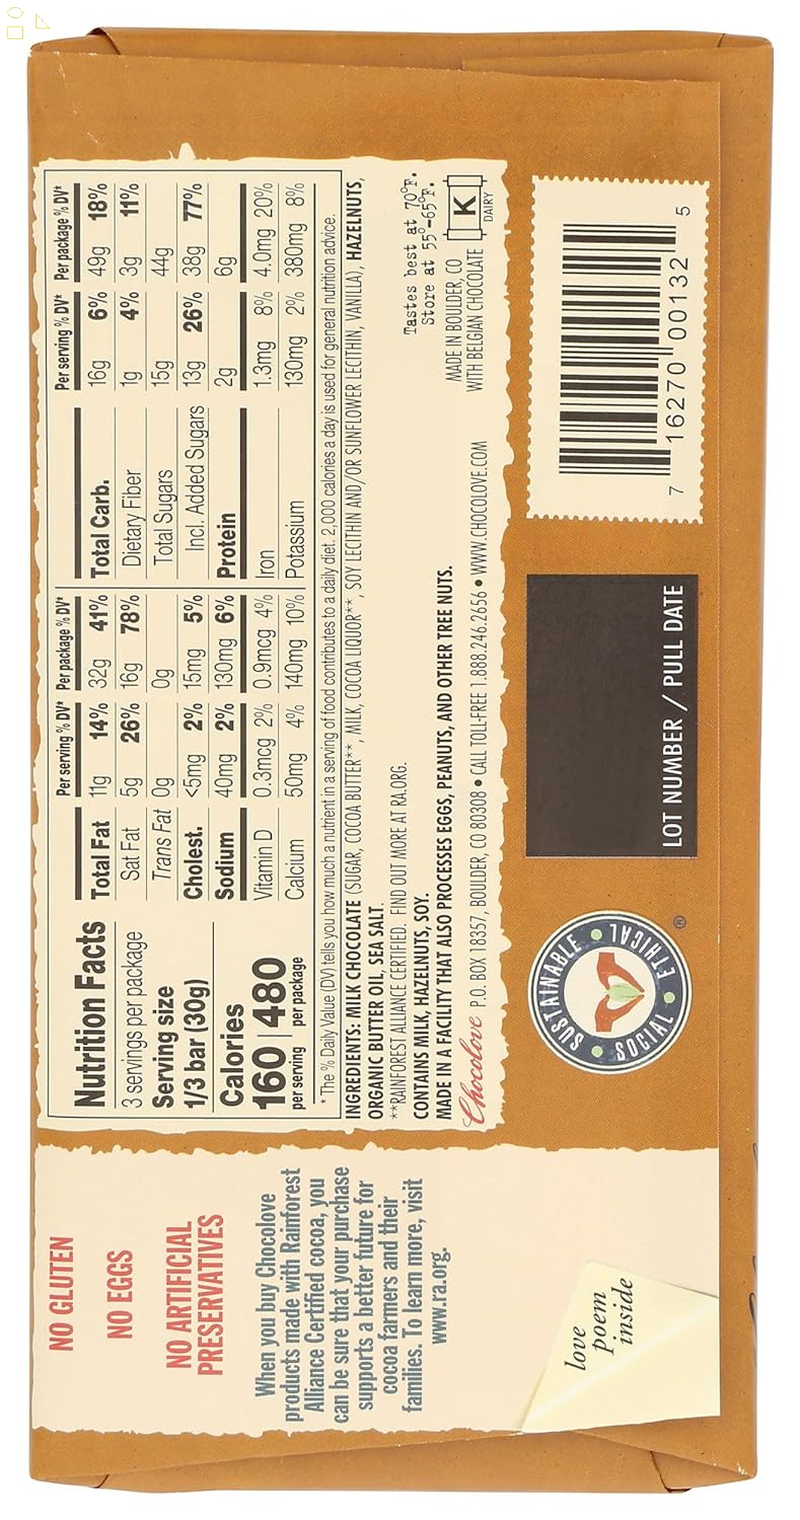 NO GLUTEN
NO EGGS
NO ARTIFICIAL
PRESERVATIVES
When you buy Chocolove
products made with Rainforest
Alliance Certified cocoa, you
can be sure that your purchase
supports a better future for
cocoa farmers and their
families. To learn more, visit
www.ra.org.
love
poem
inside
Nutrition Facts
3 servings per package
Serving size
1/3 bar (30g)
Calories
160 480
per serving per package
Per serving % DV* Per package % DV*
Total Fat 11g 14% 32g 41%
Sat Fat 5g 26% 16g 78%
Trans Fat 0g 0g
Cholest. <5mg 2% 15mg 5%
Sodium 40mg 2% 130mg 6%
Vitamin D 0.3mcg 2% 0.9mcg 4%
Calcium 50mg 4% 140mg 10%
Per serving % DV* Per package % DV*
Total Carb. 16g 6% 49g 18%
Dietary Fiber 1g 4% 3g 11%
Total Sugars 15g 44g
Incl. Added Sugars 13g 26% 38g 77%
Protein 2g 6g
Iron 1.3mg 8% 4.0mg 20%
Potassium 130mg 2% 380mg 8%
* The % Daily Value (DV) tells you how much a nutrient in a serving of food contributes to a daily diet. 2,000 calories a day is used for general nutrition advice.
INGREDIENTS: MILK CHOCOLATE (SUGAR, COCOA BUTTER**, MILK, COCOA LIQUOR**, SOY LECITHIN AND/OR SUNFLOWER LECITHIN, VANILLA), HAZELNUTS,
ORGANIC BUTTER OIL, SEA SALT.
**RAINFOREST ALLIANCE CERTIFIED. FIND OUT MORE AT RA.ORG.
CONTAINS MILK, HAZELNUTS, SOY.
MADE IN A FACILITY THAT ALSO PROCESSES EGGS, PEANUTS, AND OTHER TREE NUTS.
Chocolove P.O. BOX 18357, BOULDER, CO 80308 • CALL TOLL-FREE 1.888.246.2656 • WWW.CHOCOLOVE.COM
Tastes best at 70°F.
Store at 55°-65°F.
MADE IN BOULDER, CO
WITH BELGIAN CHOCOLATE
K
DAIRY
SUSTAINABLE • ETHICAL • SOCIAL •
®
LOT NUMBER / PULL DATE
7 16270 00132 5